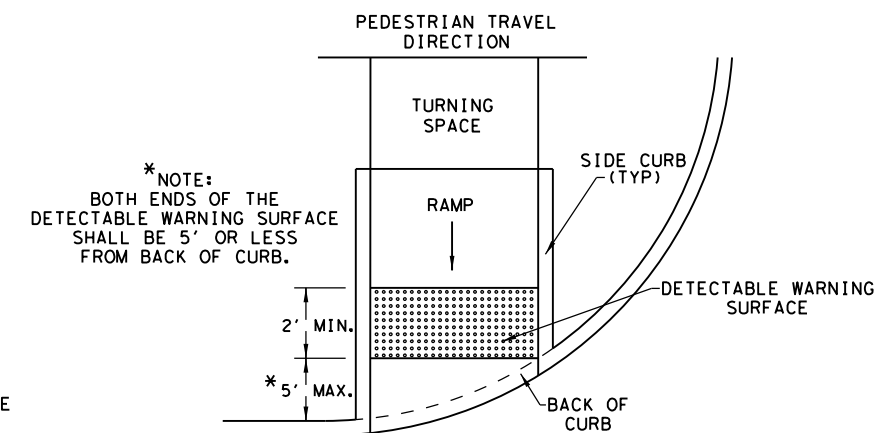 PEDESTRIAN TRAVEL
DIRECTION
TURNING
SPACE
SIDE CURB
(TYP)
*NOTE:
BOTH ENDS OF THE
DETECTABLE WARNING SURFACE
SHALL BE 5' OR LESS
FROM BACK OF CURB.
RAMP
DETECTABLE WARNING
SURFACE
2' MIN.
*5' MAX.
E
BACK OF
CURB